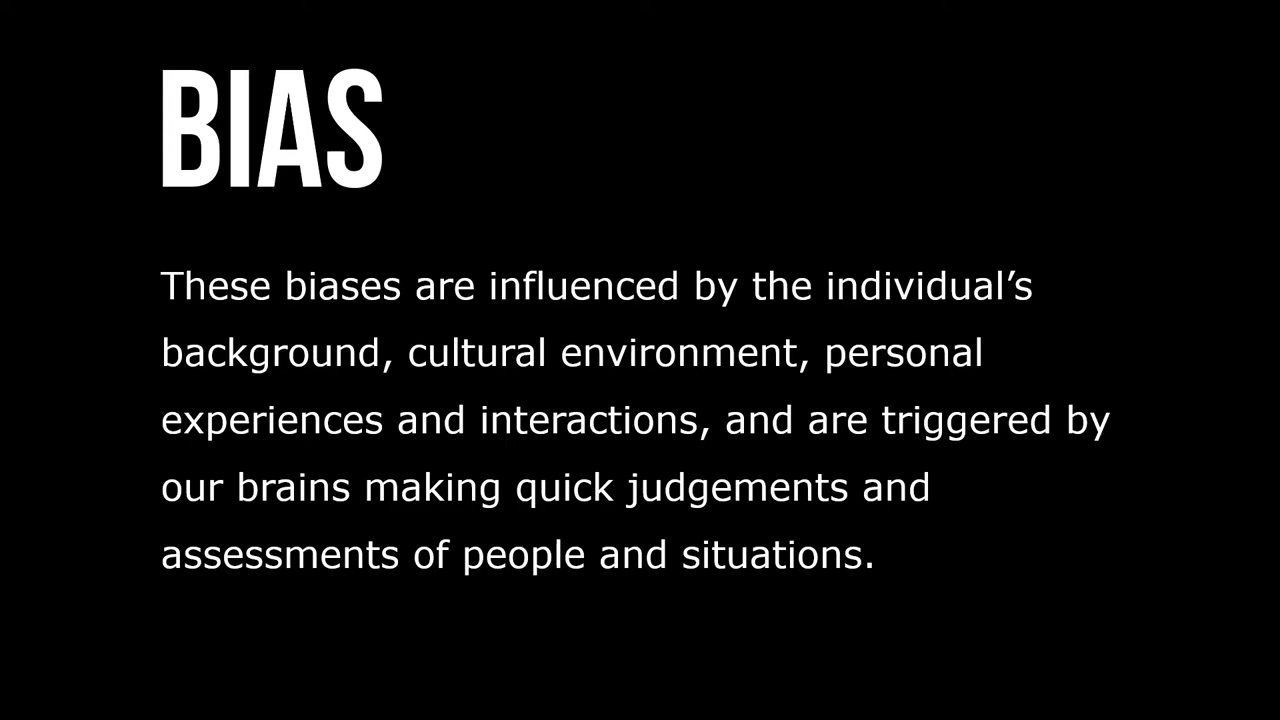 BIAS
These biases are influenced by the individual’s
background, cultural environment, personal
experiences and interactions, and are triggered by
our brains making quick judgements and
assessments of people and situations.